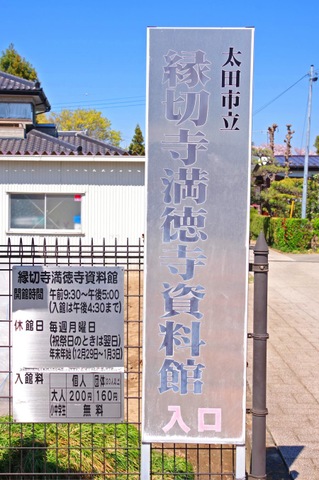 太田市立
縁切寺満徳寺資料館
入口
縁切寺満徳寺資料館
開館時間 午前9:30～午後5:00
(入館は午後4:30まで)
休館日 毎週月曜日
(祝祭日のときは翌日)
年末年始(12月29日～1月3日)
入館料 個人 団体
大人 200円 160円
小中学生 無料